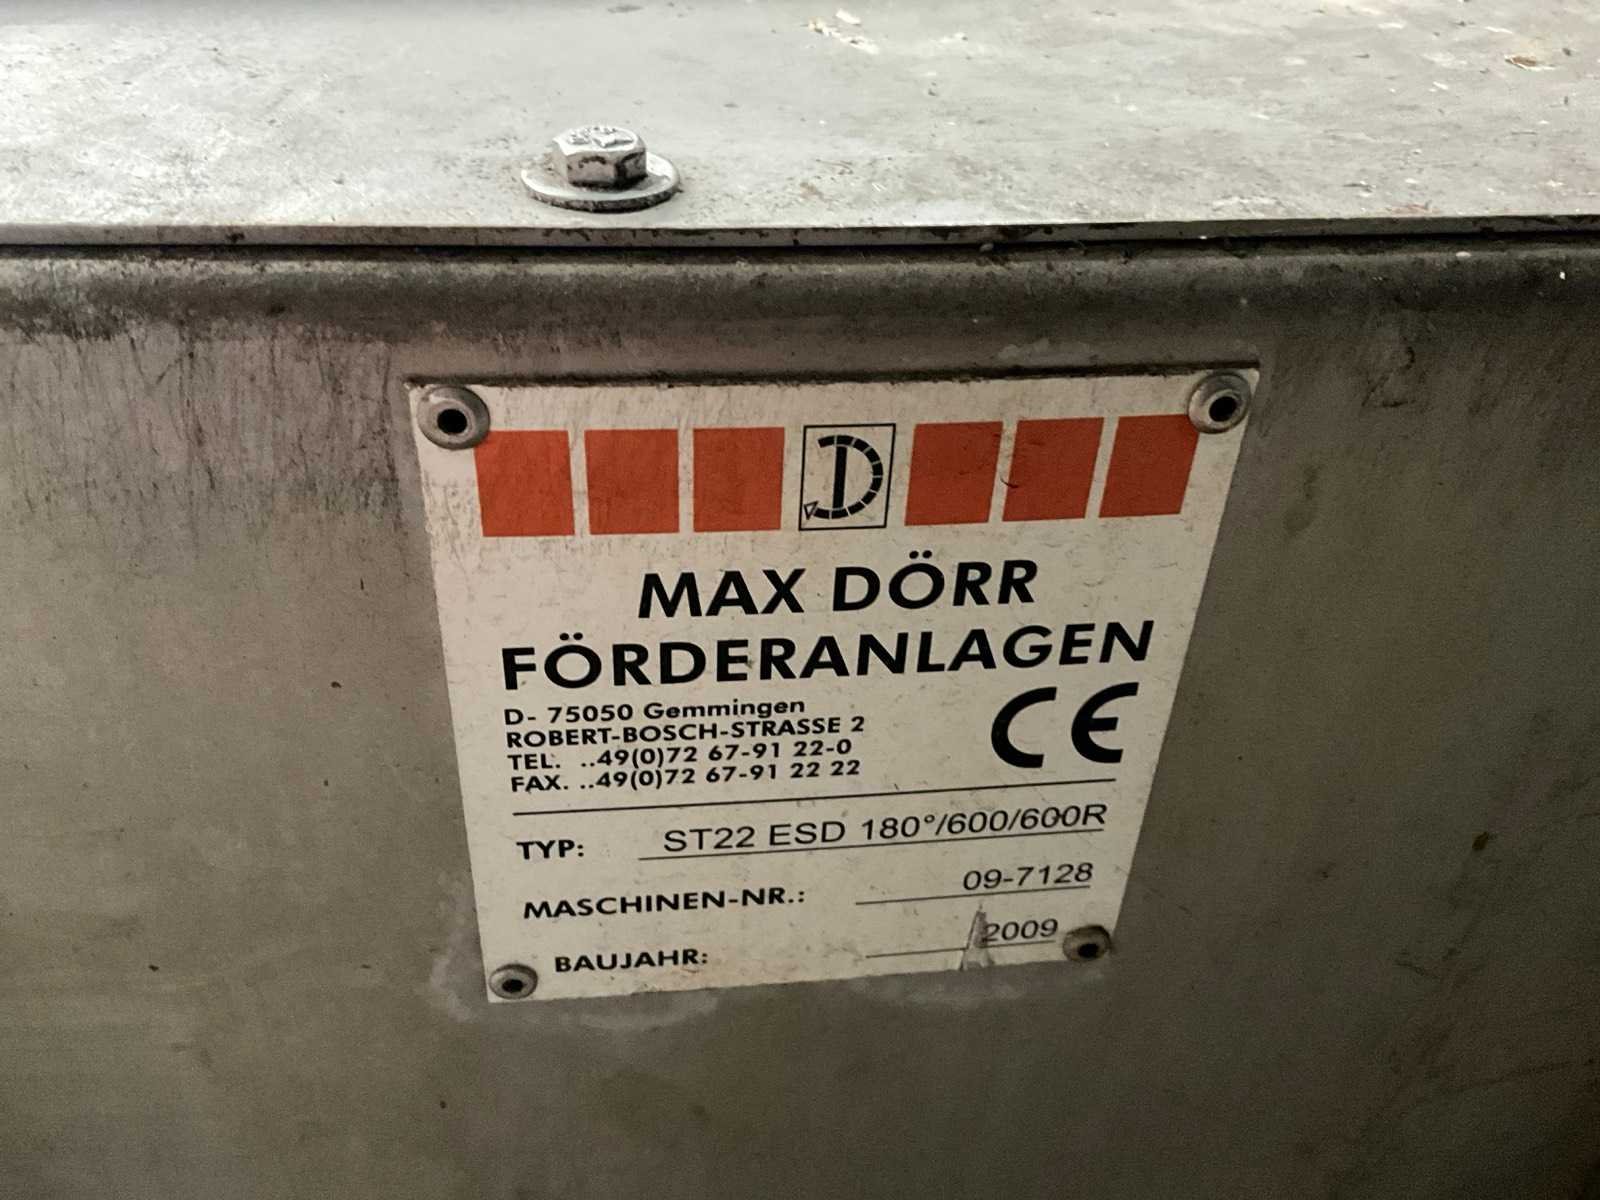 D
MAX DÖRR
FÖRDERANLAGEN
D- 75050 Gemmingen
ROBERT-BOSCH-STRASSE 2
TEL. ..49(0)72 67-91 22-0
FAX. ..49(0)72 67-91 22 22
CE
TYP: ST22 ESD 180°/600/600R
MASCHINEN-NR.: 09-7128
BAUJAHR: 2009